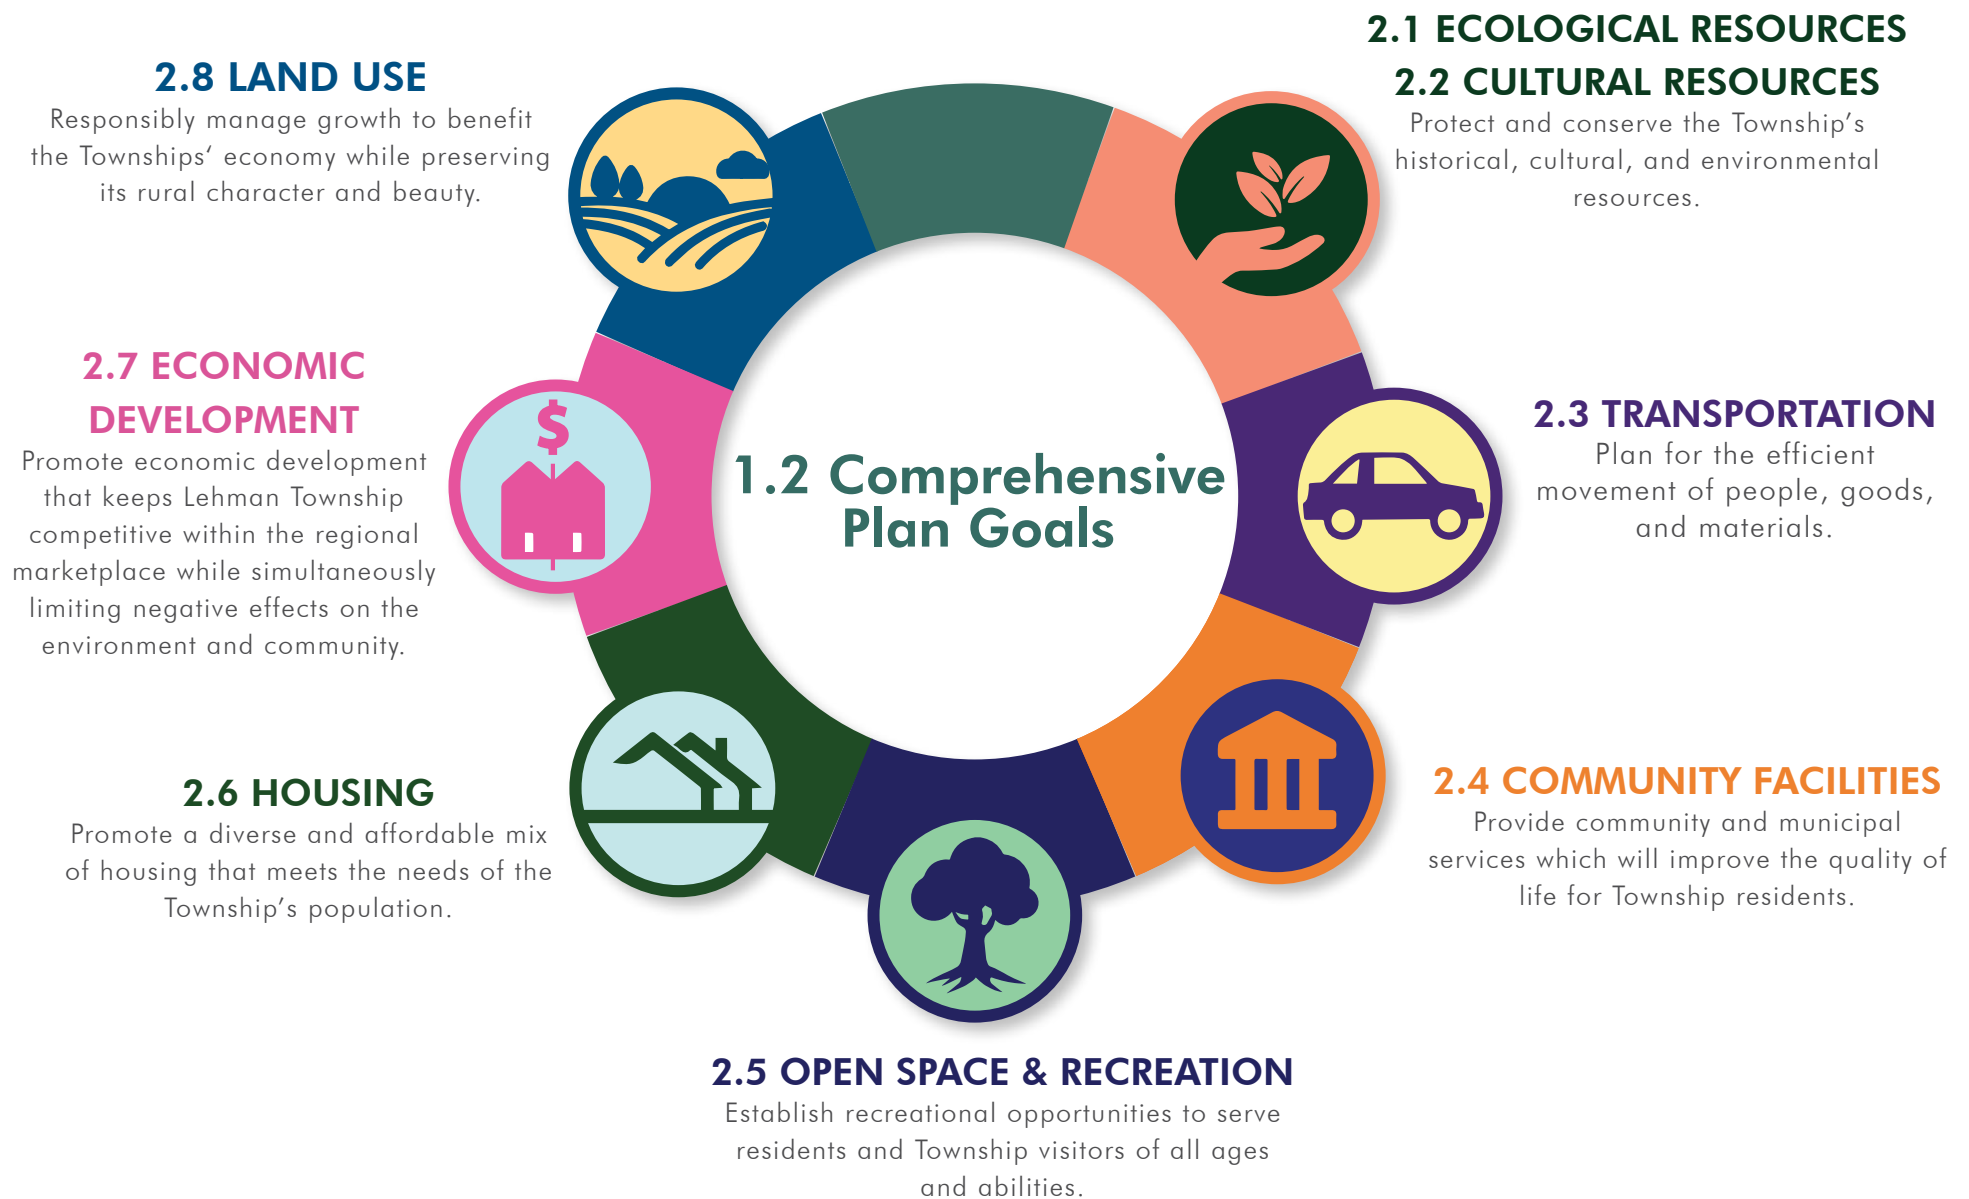 2.1 ECOLOGICAL RESOURCES
2.2 CULTURAL RESOURCES
Protect and conserve the Township’s
historical, cultural, and environmental
resources.
2.8 LAND USE
Responsibly manage growth to benefit
the Townships‘ economy while preserving
its rural character and beauty.
2.7 ECONOMIC
DEVELOPMENT
Promote economic development
that keeps Lehman Township
competitive within the regional
marketplace while simultaneously
limiting negative effects on the
environment and community.
$
1.2 Comprehensive
Plan Goals
2.3 TRANSPORTATION
Plan for the efficient
movement of people, goods,
and materials.
2.6 HOUSING
Promote a diverse and affordable mix
of housing that meets the needs of the
Township’s population.
2.4 COMMUNITY FACILITIES
Provide community and municipal
services which will improve the quality of
life for Township residents.
2.5 OPEN SPACE & RECREATION
Establish recreational opportunities to serve
residents and Township visitors of all ages
and abilities.